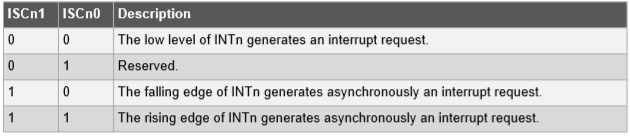 ISCn1 ISCn0 Description
0 0 The low level of INTn generates an interrupt request.
0 1 Reserved.
1 0 The falling edge of INTn generates asynchronously an interrupt request.
1 1 The rising edge of INTn generates asynchronously an interrupt request.